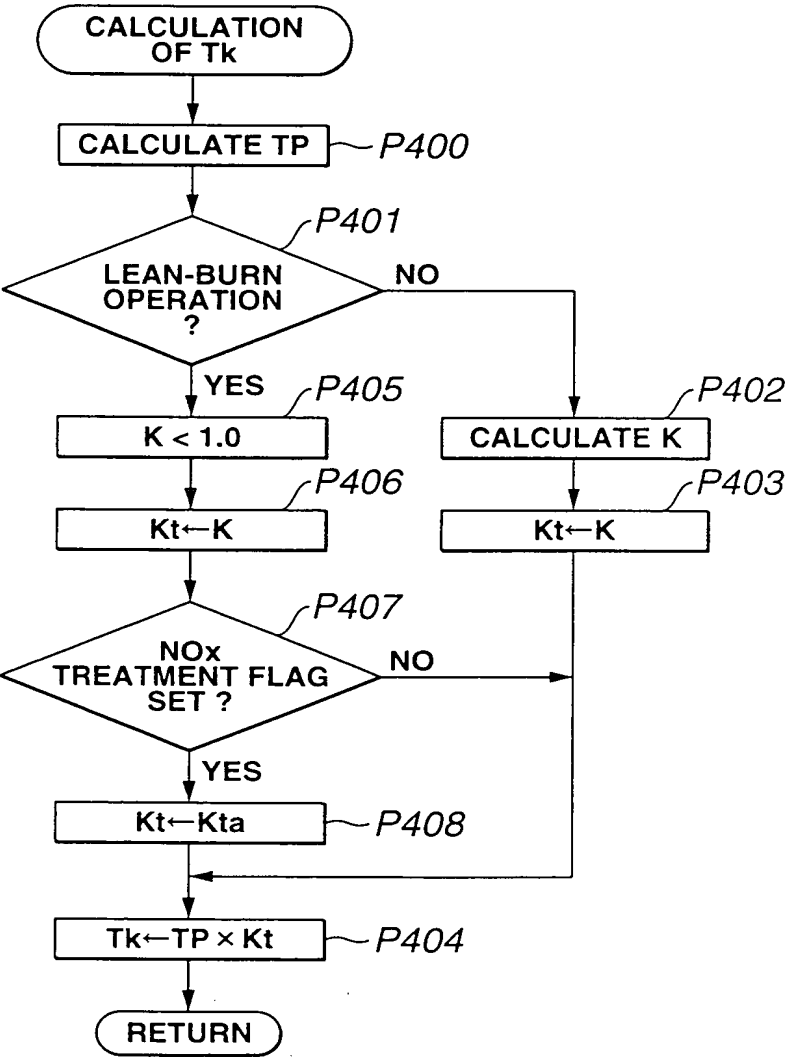 CALCULATION
OF Tk
CALCULATE TP
P400
P401
LEAN-BURN
OPERATION
?
NO
YES
P405
K < 1.0
P402
CALCULATE K
P406
Kt←K
P403
Kt←K
P407
NOx
TREATMENT FLAG
SET ?
NO
YES
Kt←Kta
P408
Tk←TP × Kt
P404
RETURN